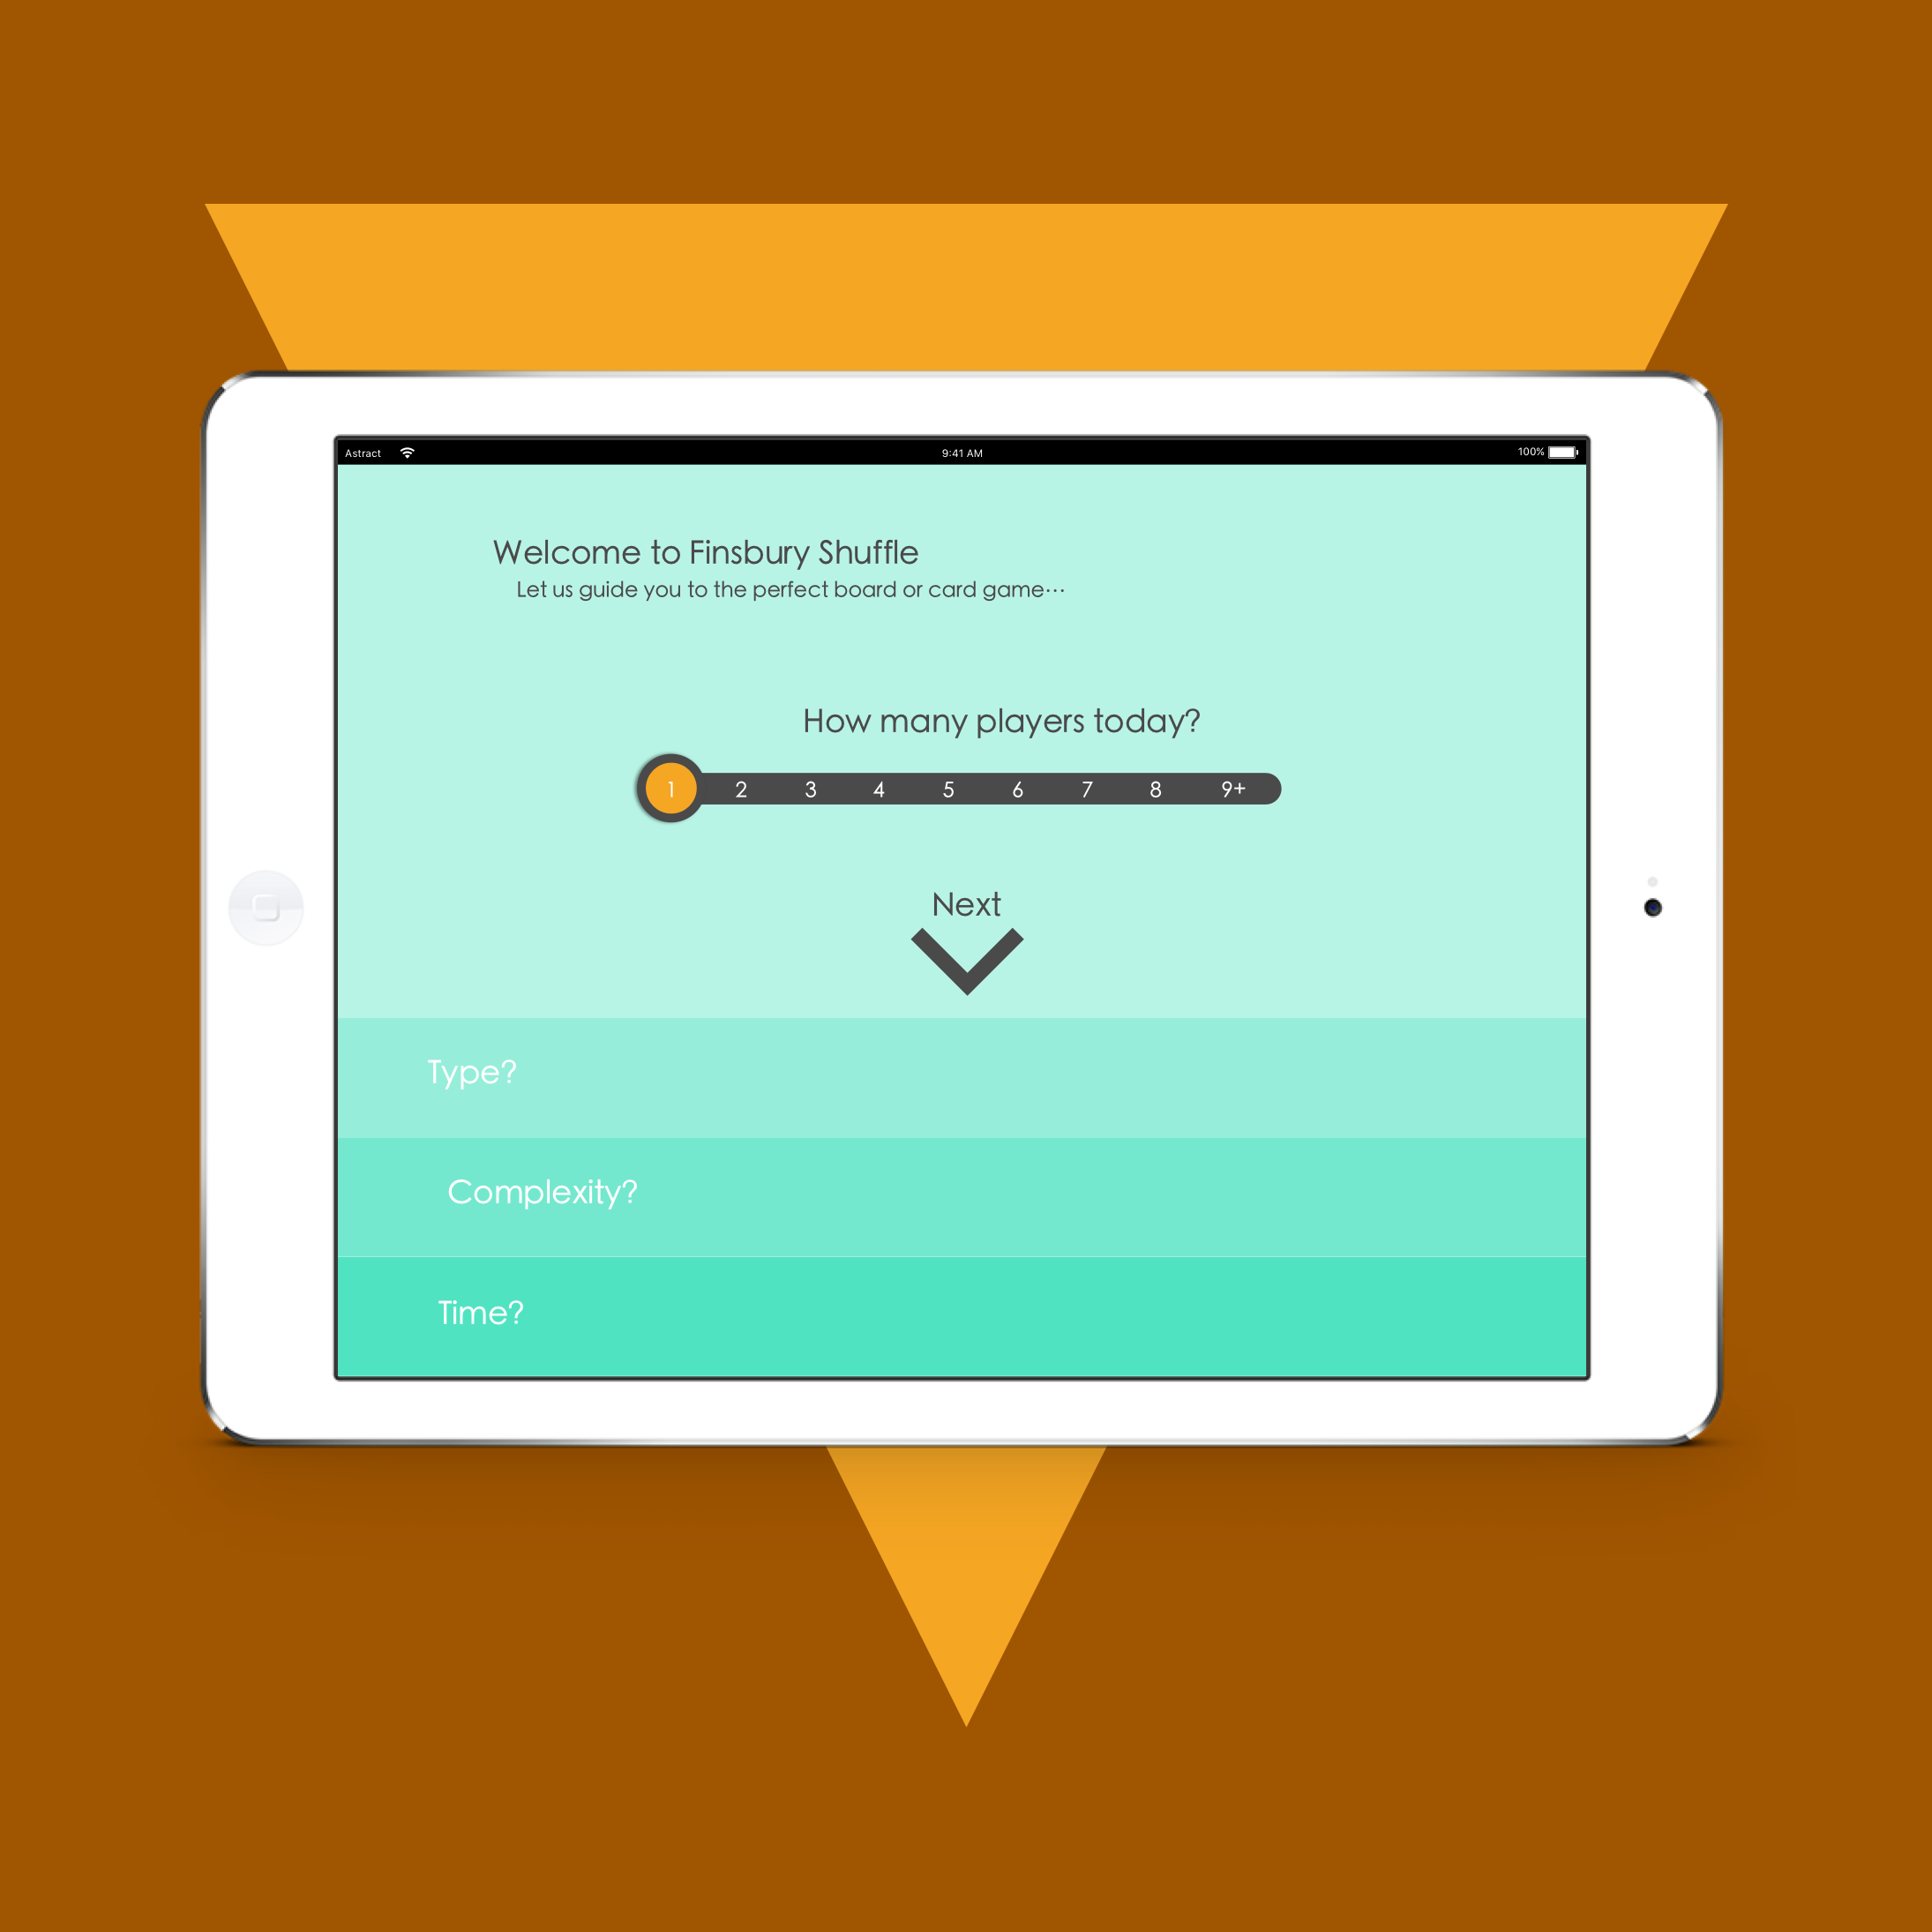 Astract 9:41 AM 100%
Welcome to Finsbury Shuffle
Let us guide you to the perfect board or card game···
How many players today?
1 2 3 4 5 6 7 8 9+
Next
Type?
Complexity?
Time?